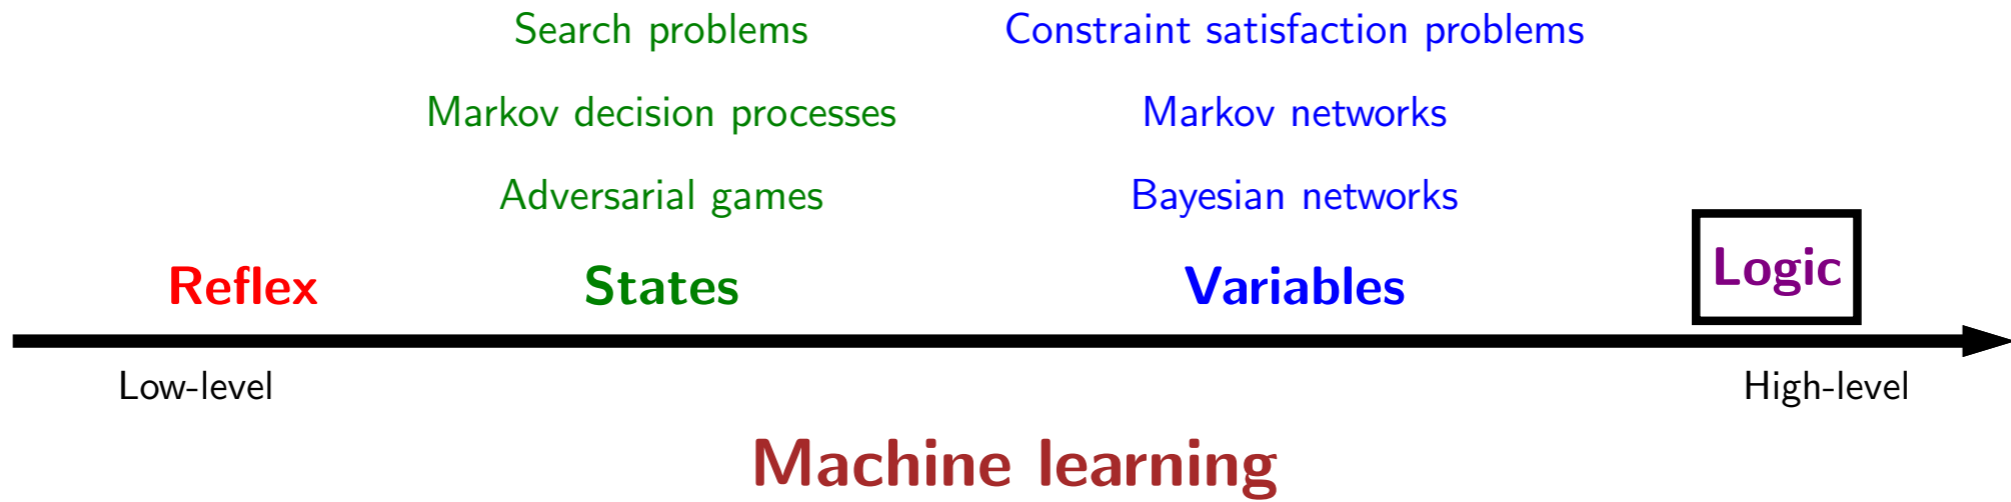 Search problems
Constraint satisfaction problems
Markov decision processes
Markov networks
Adversarial games
Bayesian networks
Reflex
States
Variables
Logic
Low-level
High-level
Machine learning